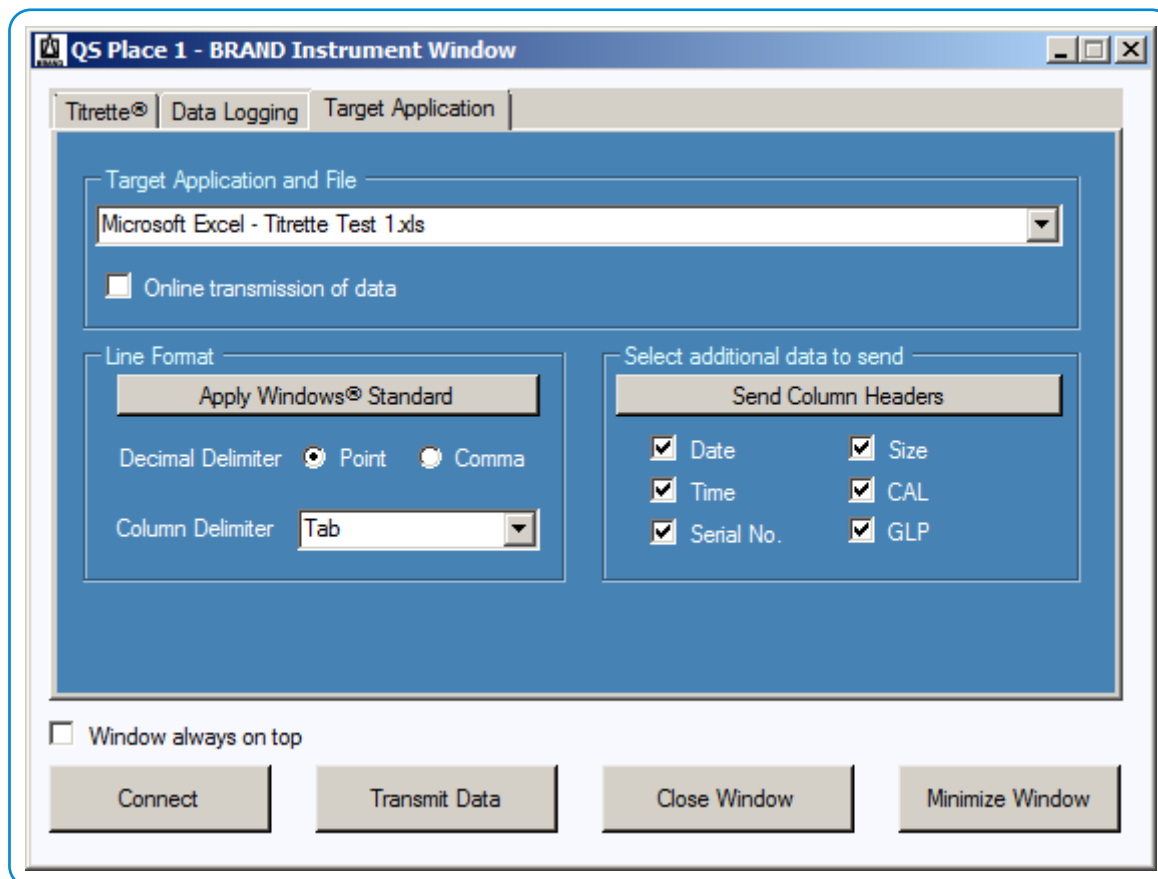 BRAND
QS Place 1 - BRAND Instrument Window
Titrette® Data Logging Target Application
Target Application and File
Microsoft Excel - Titrette Test 1.xls
Online transmission of data
Line Format
Apply Windows® Standard
Decimal Delimiter Point Comma
Column Delimiter Tab
Select additional data to send
Send Column Headers
Date Size
Time CAL
Serial No. GLP
Window always on top
Connect Transmit Data Close Window Minimize Window